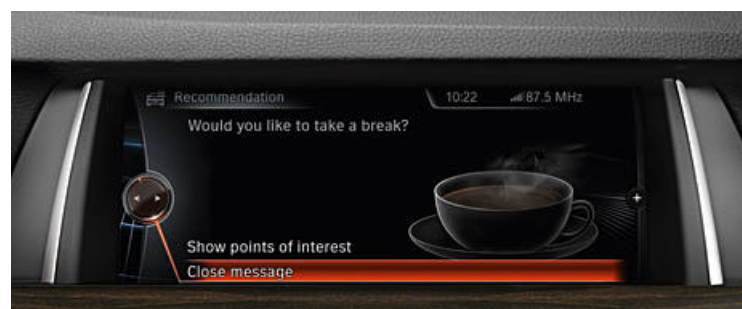 Recommendation
10:22
87.5 MHz
Would you like to take a break?
Show points of interest
Close message